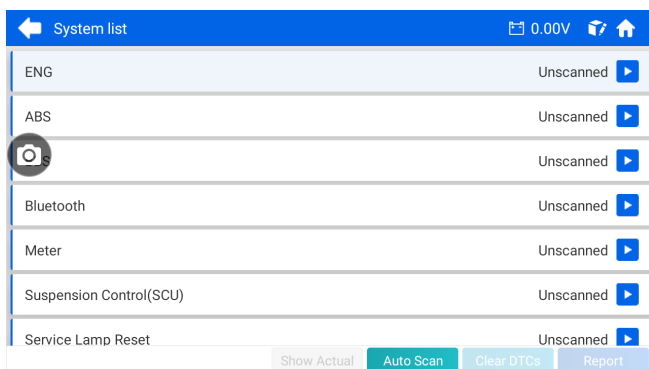 System list 0.00V
ENG Unscanned
ABS Unscanned
Unscanned
Bluetooth Unscanned
Meter Unscanned
Suspension Control(SCU) Unscanned
Service Lamp Reset Unscanned
Show Actual Auto Scan Clear DTCs Report